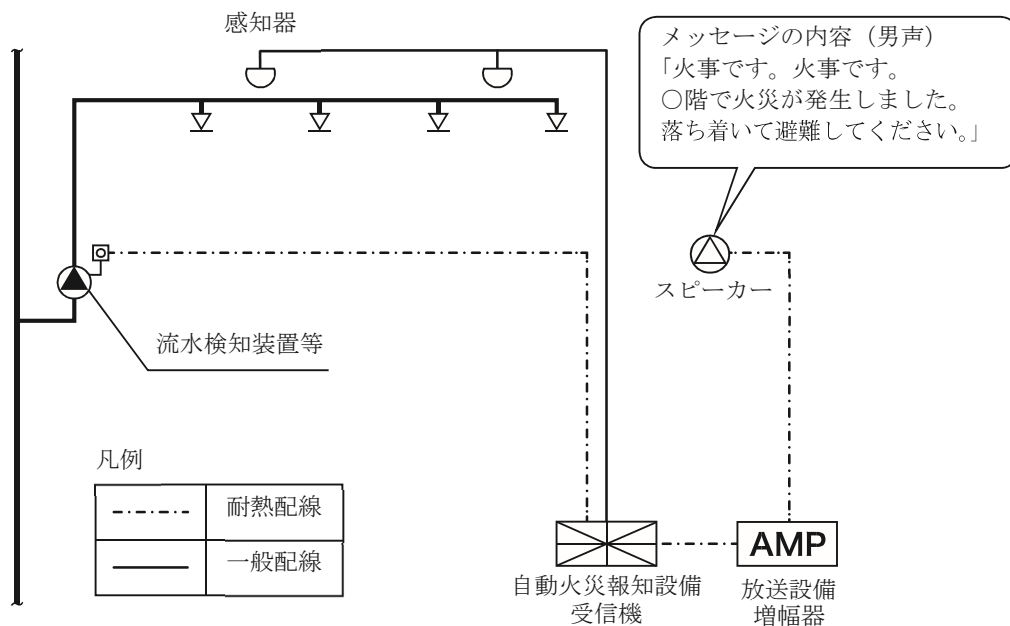 感知器
メッセージの内容（男声）
「火事です。火事です。
○階で火災が発生しました。
落ち着いて避難してください。」
スピーカー
流水検知装置等
凡例
耐熱配線
一般配線
AMP
自動火災報知設備
受信機
放送設備
増幅器